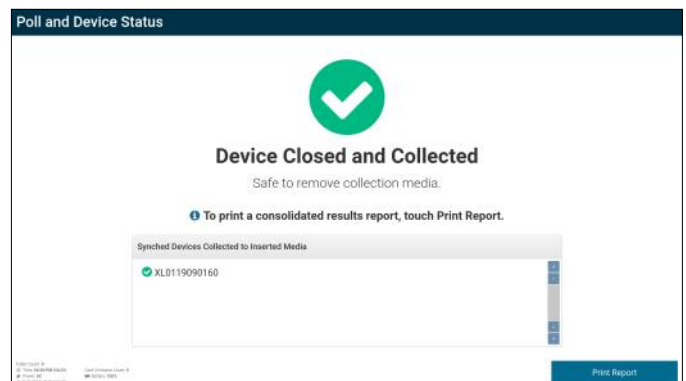 Poll and Device Status
Device Closed and Collected
Safe to remove collection media.
To print a consolidated results report, touch Print Report.
Synched Devices Collected to Inserted Media
XL0119090160
Print Report